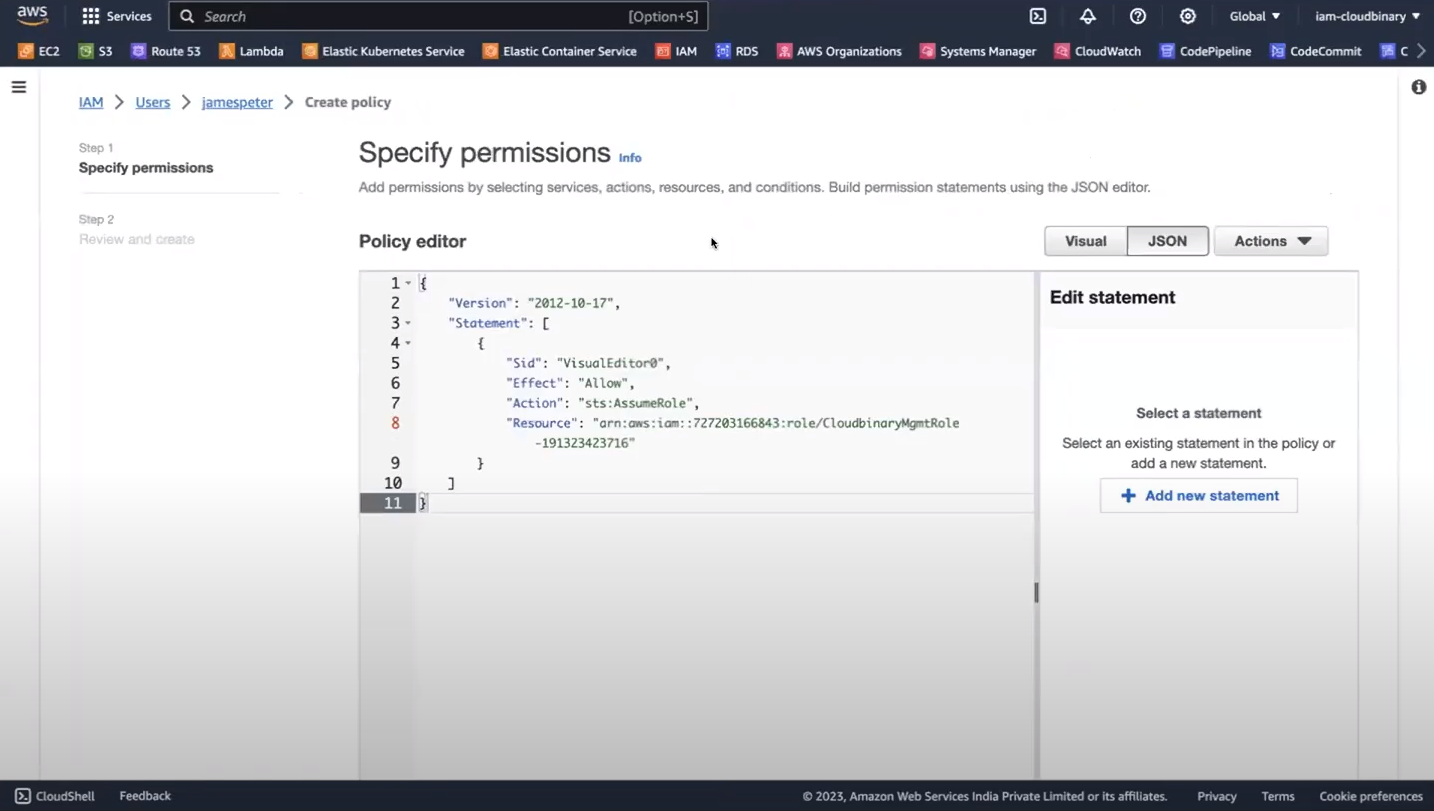 aws Services Search [Option+S] Global iam-cloudbinary
EC2 S3 Route 53 Lambda Elastic Kubernetes Service Elastic Container Service IAM RDS AWS Organizations Systems Manager CloudWatch CodePipeline CodeCommit C
IAM > Users > jamespeter > Create policy
Step 1
Specify permissions
Step 2
Review and create
Specify permissions Info
Add permissions by selecting services, actions, resources, and conditions. Build permission statements using the JSON editor.
Policy editor
Visual JSON Actions
1 {
2 "Version": "2012-10-17",
3 "Statement": [
4 {
5 "Sid": "VisualEditor0",
6 "Effect": "Allow",
7 "Action": "sts:AssumeRole",
8 "Resource": "arn:aws:iam::727203166843:role/CloudbinaryMgmtRole
-191323423716"
9 }
10 ]
11 }
Edit statement
Select a statement
Select an existing statement in the policy or
add a new statement.
+ Add new statement
CloudShell Feedback © 2023, Amazon Web Services India Private Limited or its affiliates. Privacy Terms Cookie preferences